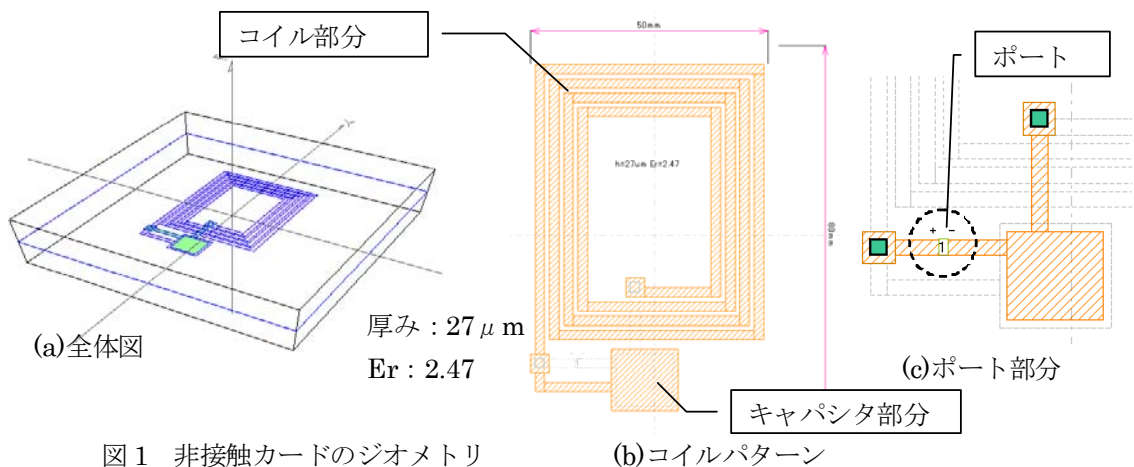 コイル部分
50mm
ポート
Y
h=27um Er=2.47
80mm
+ -
1
1
(a)全体図
厚み：27μm
Er：2.47
(c)ポート部分
キャパシタ部分
図1 非接触カードのジオメトリ
(b)コイルパターン